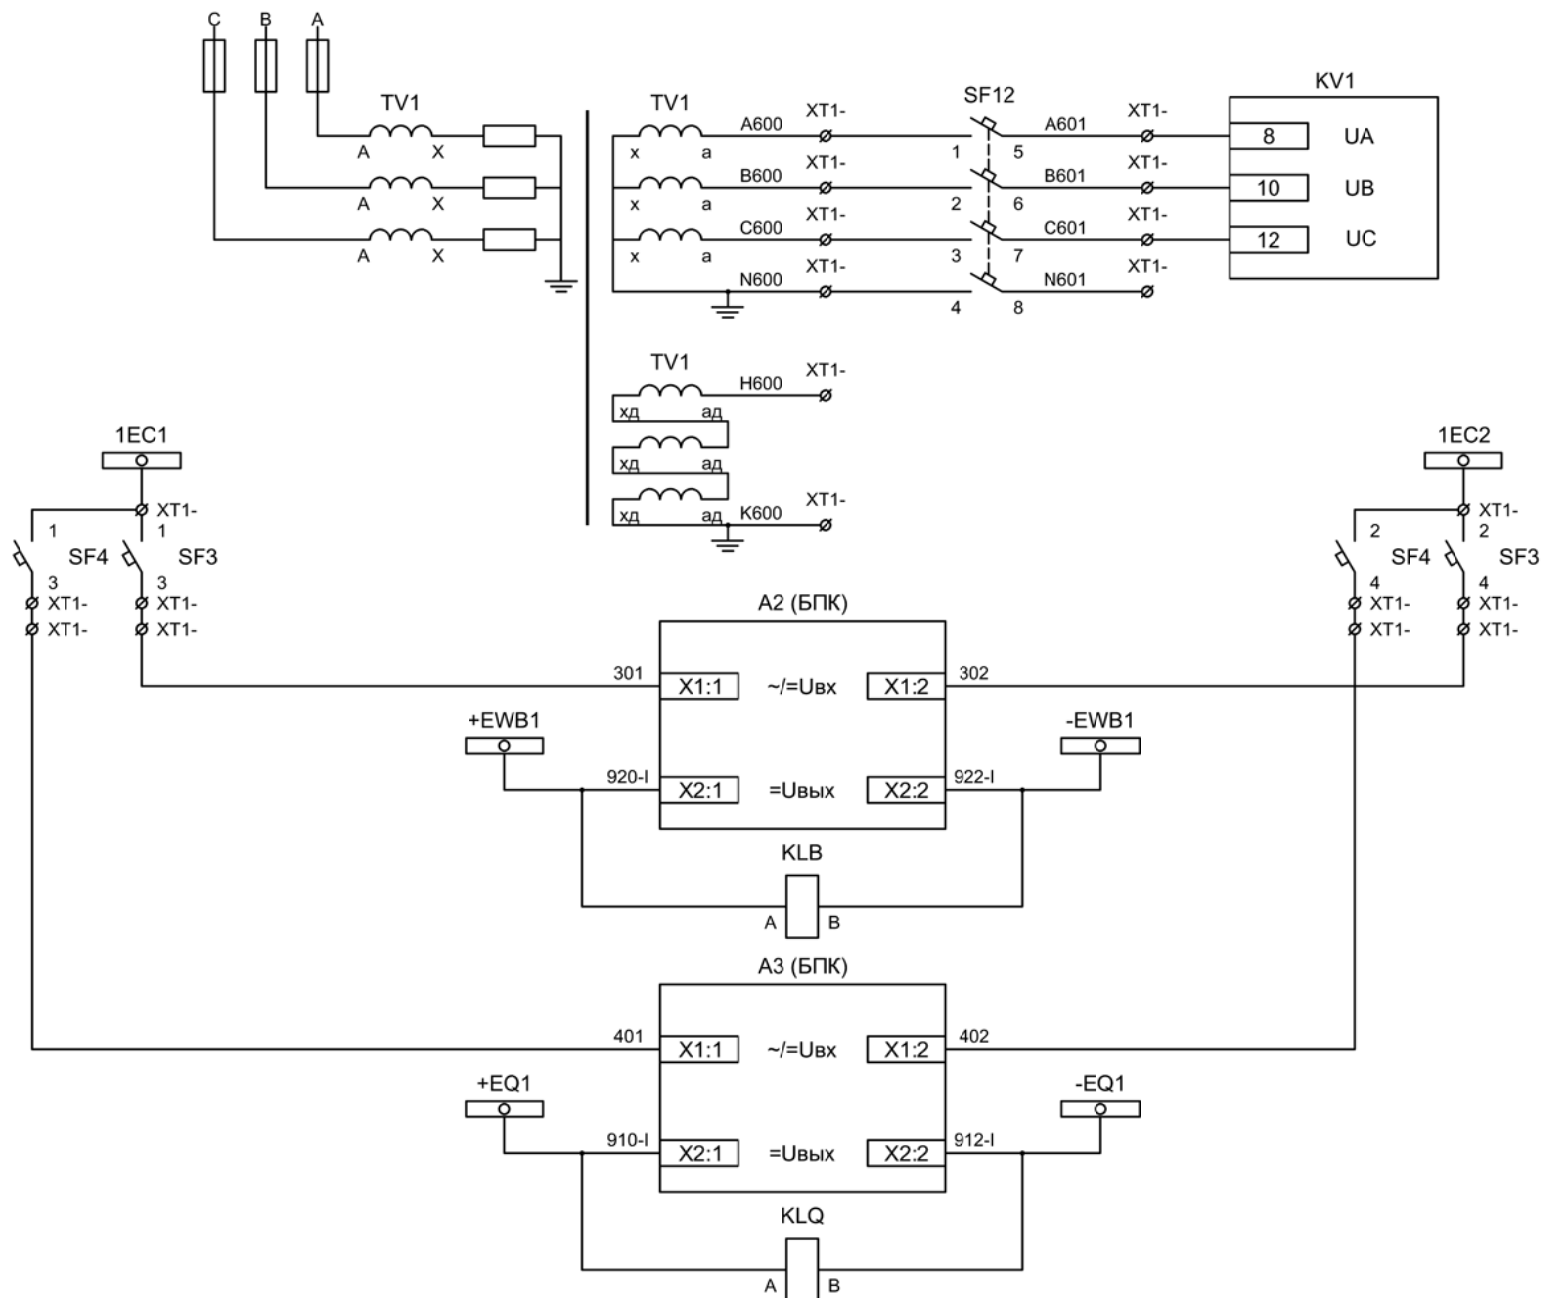 C B A
TV1 TV1 SF12 KV1
A600 XT1- A601 XT1-
A X x a 1 5 8 UA
B600 XT1- B601 XT1-
A X x a 2 6 10 UB
C600 XT1- C601 XT1-
A X x a 3 7 12 UC
N600 XT1- N601 XT1-
4 8
TV1
H600 XT1-
хд ад
хд ад
K600 XT1-
хд ад
1EC1 1EC2
XT1- XT1-
1 1 2 2
SF4 SF3 SF4 SF3
3 3 4 4
XT1- XT1- XT1- XT1-
XT1- XT1- XT1- XT1-
A2 (БПК)
301 X1:1 ~/=Uвх X1:2 302
+EWB1 -EWB1
920-I X2:1 =Uвых X2:2 922-I
KLB
A B
A3 (БПК)
401 X1:1 ~/=Uвх X1:2 402
+EQ1 -EQ1
910-I X2:1 =Uвых X2:2 912-I
KLQ
A B